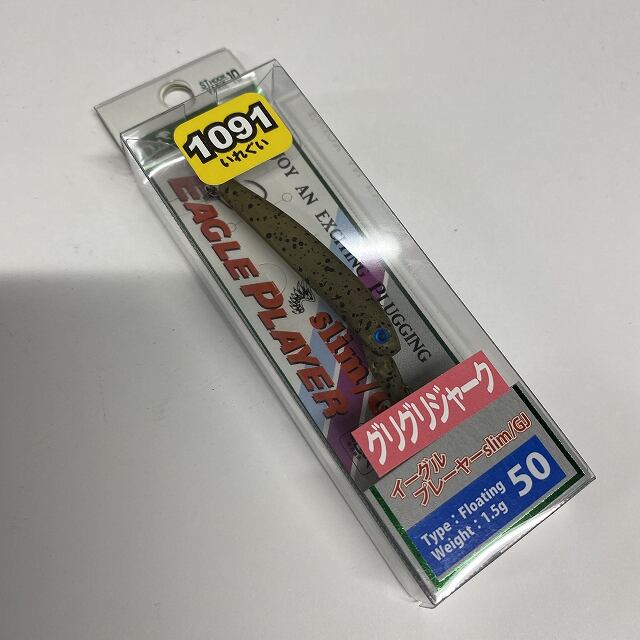 1091
いれぐい
JOY AN EXCITING PLUGGING
EAGLE PLAYER
slim/G
グリグリジャーク
イーグル
プレーヤーslim/GJ
Type : Floating
Weight : 1.5g
50